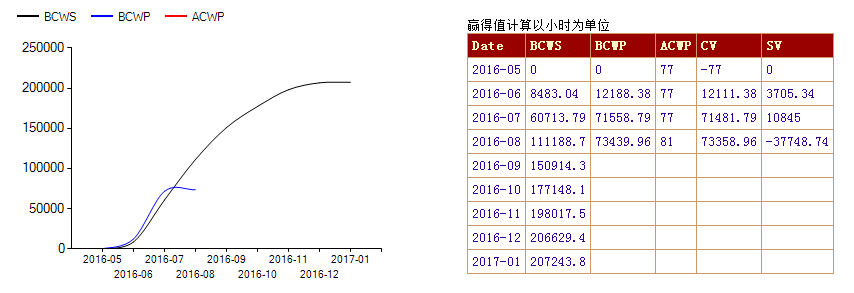 BCWS BCWP ACWP
250000
200000
150000
100000
50000
0
2016-05 2016-07 2016-09 2016-11 2017-01
2016-06 2016-08 2016-10 2016-12
赢得值计算以小时为单位
Date BCWS BCWP ACWP CV SV
2016-05 0 0 77 -77 0
2016-06 8483.04 12188.38 77 12111.38 3705.34
2016-07 60713.79 71558.79 77 71481.79 10845
2016-08 111188.7 73439.96 81 73358.96 -37748.74
2016-09 150914.3
2016-10 177148.1
2016-11 198017.5
2016-12 206629.4
2017-01 207243.8